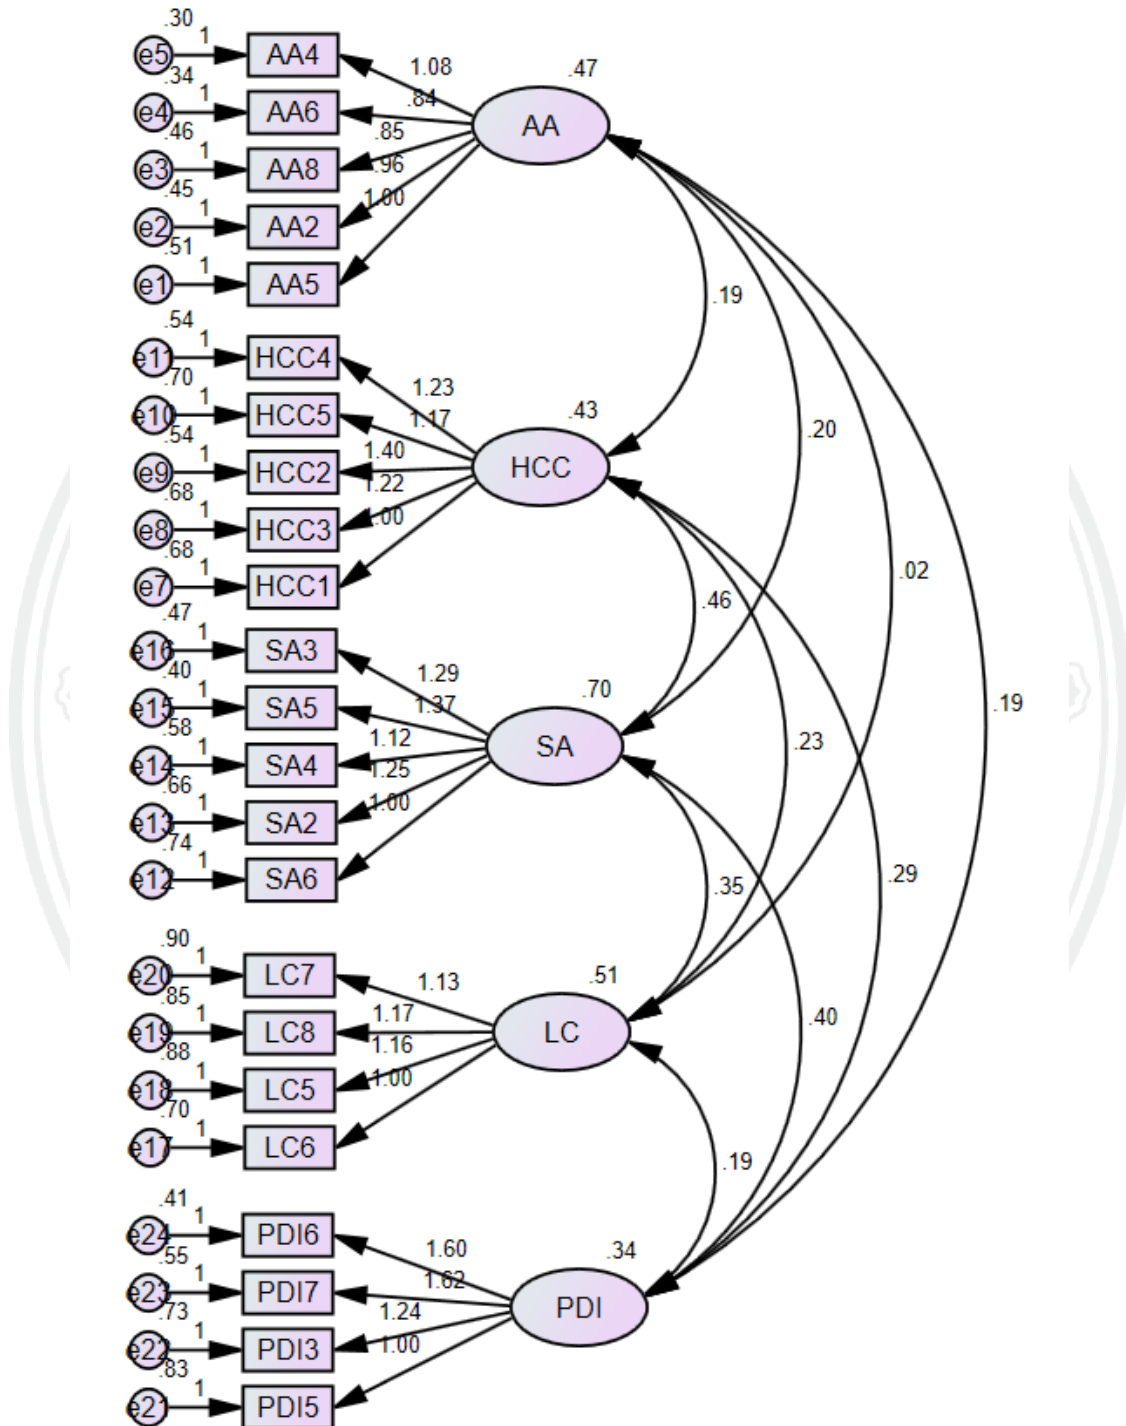 .30
e5 1 AA4
.34
e4 1 AA6
.46
e3 1 AA8
.45
e2 1 AA2
.51
e1 1 AA5
1.08
.84
.85
.96
1.00
.47
AA
.54
e11 1 HCC4
.70
e10 1 HCC5
.54
e9 1 HCC2
.68
e8 1 HCC3
.68
e7 1 HCC1
1.23
1.17
1.40
1.22
.00
.43
HCC
.47
e16 1 SA3
.40
e15 1 SA5
.58
e14 1 SA4
.66
e13 1 SA2
.74
e12 1 SA6
1.29
1.37
1.12
1.25
1.00
.70
SA
.90
e20 1 LC7
.85
e19 1 LC8
.88
e18 1 LC5
.70
e17 1 LC6
1.13
1.17
1.16
1.00
.51
LC
.41
e24 1 PDI6
.55
e23 1 PDI7
.73
e22 1 PDI3
.83
e21 1 PDI5
1.60
1.62
1.24
1.00
.34
PDI
.19
.20
.02
.19
.46
.23
.29
.35
.40
.19